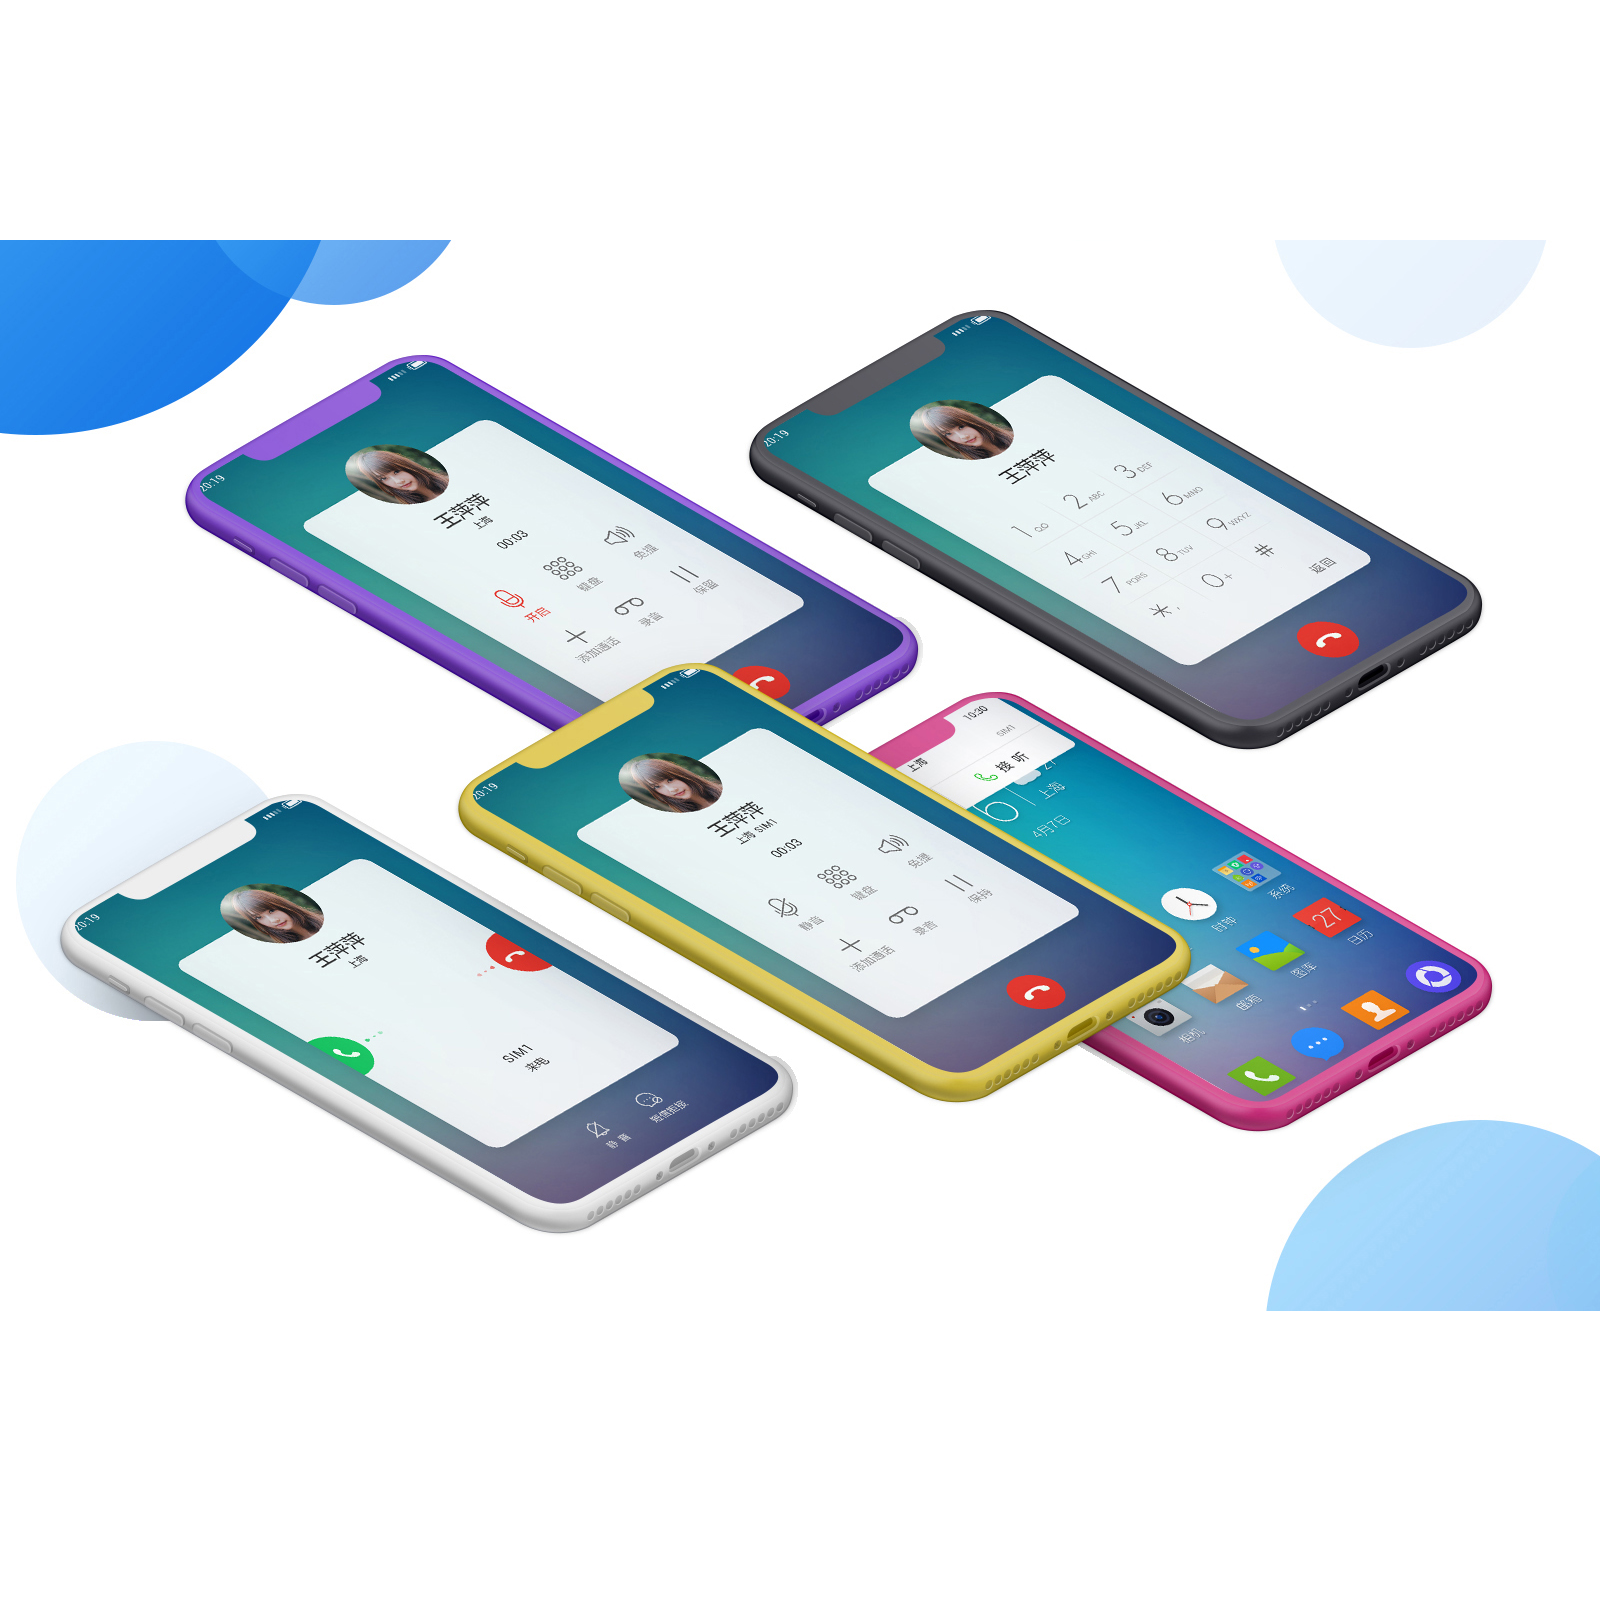 20:19
王萍萍
上海
00:03
开启
键盘
免提
添加通话
录音
保留
20:19
王萍萍
1 QO
2 ABC
3 DEF
4 GHI
5 JKL
6 MNO
7 PQRS
8 TUV
9 WXYZ
* ,
0 +
#
返回
20:19
王萍萍
上海 SIM1
00:03
静音
键盘
免提
添加通话
录音
保持
10:30
上海
SIM1
接 听
27
上海
4月7日
时钟
系统
相机
邮箱
图库
27
日历
20:19
王萍萍
上海
SIM1
来电
静 音
短信拒接